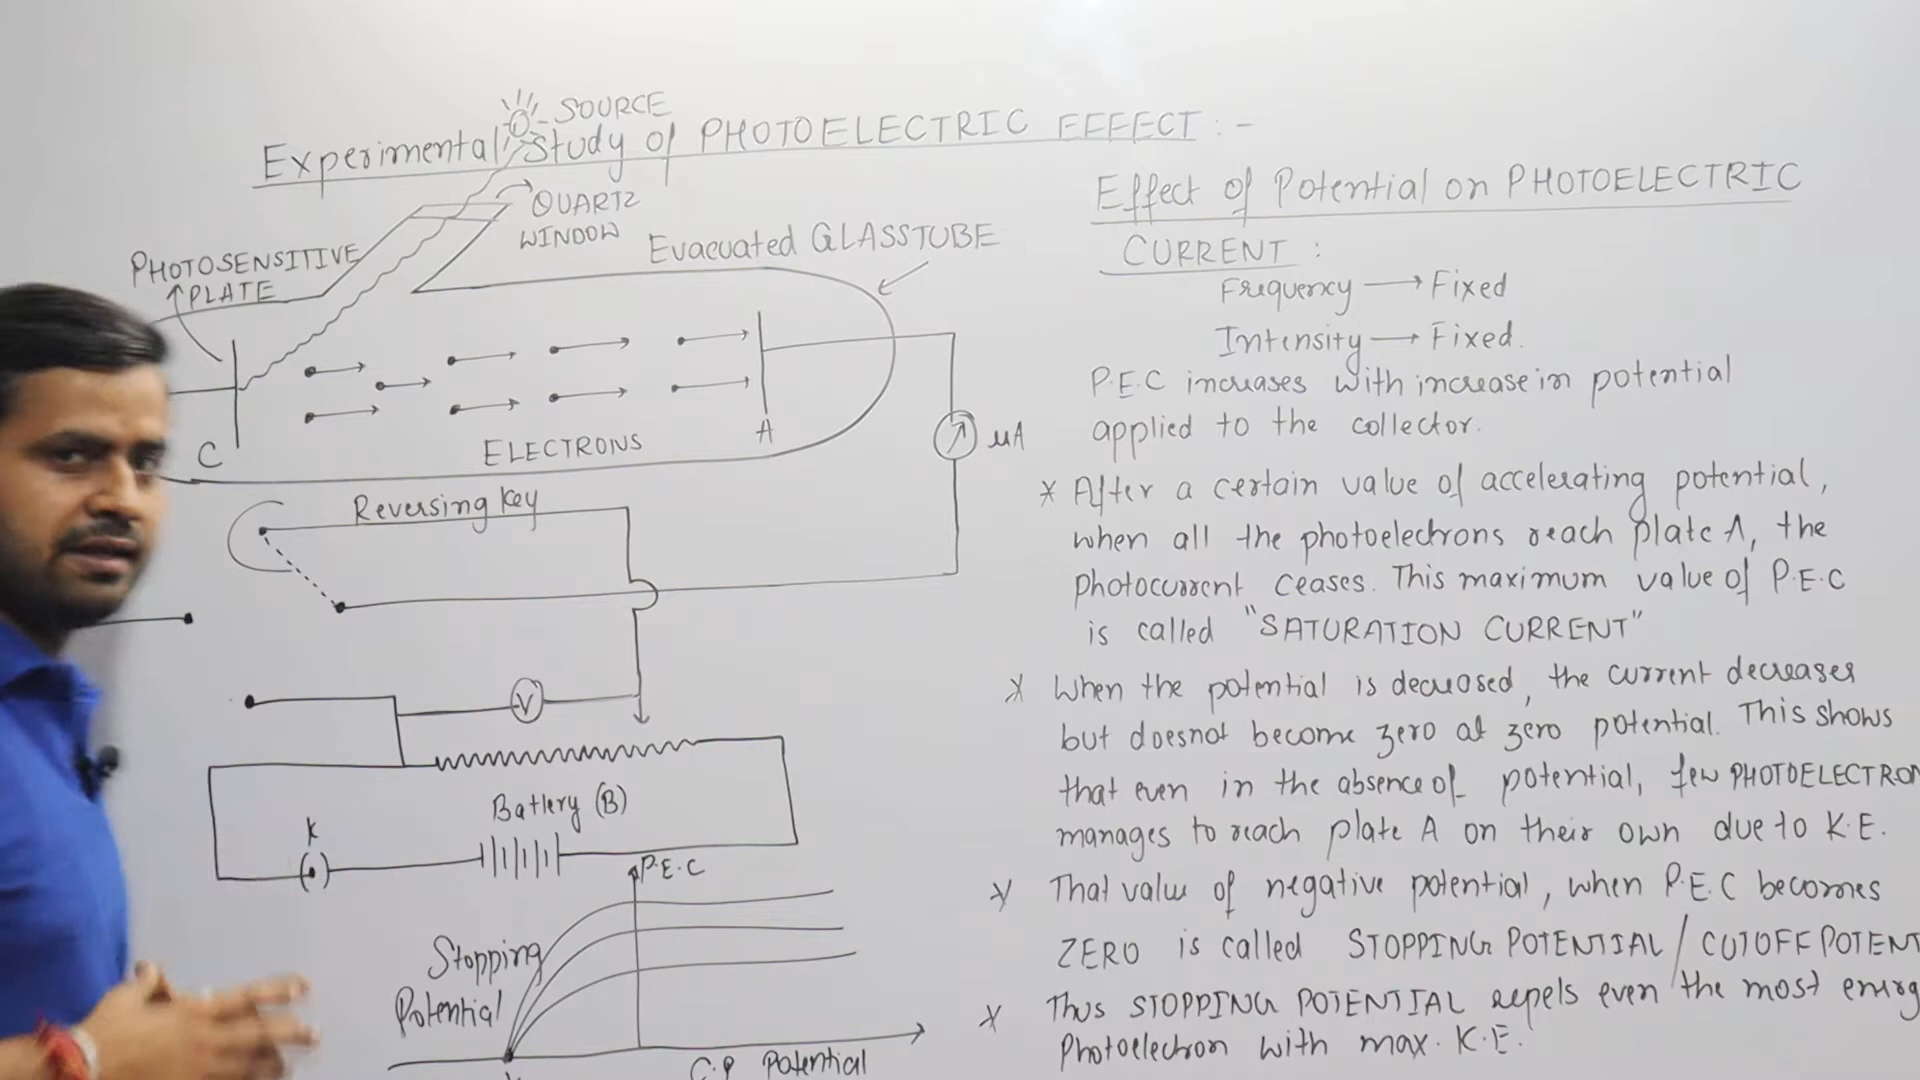 SOURCE
Experimental Study of PHOTOELECTRIC EFFECT : -
QUARTZ
WINDOW
PHOTOSENSITIVE
PLATE
Evacuated GLASSTUBE
C
A
ELECTRONS
μA
Reversing Key
V
Battery (B)
K
P.E.C
Stopping
Potential
C.P Potential
Effect of Potential on PHOTOELECTRIC
CURRENT :
Frequency → Fixed
Intensity → Fixed.
P.E.C increases with increase in potential
applied to the collector.
* After a certain value of accelerating potential,
when all the photoelectrons reach plate A, the
photocurrent ceases. This maximum value of P.E.C
is called "SATURATION CURRENT"
* When the potential is decreased, the current decreases
but doesnot become zero at zero potential. This shows
that even in the absence of potential, few PHOTOELECTRON
manages to reach plate A on their own due to K.E.
* That value of negative potential, when P.E.C becomes
ZERO is called STOPPING POTENTIAL / CUTOFF POTENT
* Thus STOPPING POTENTIAL repels even the most energ
Photoelectron with max. K.E.